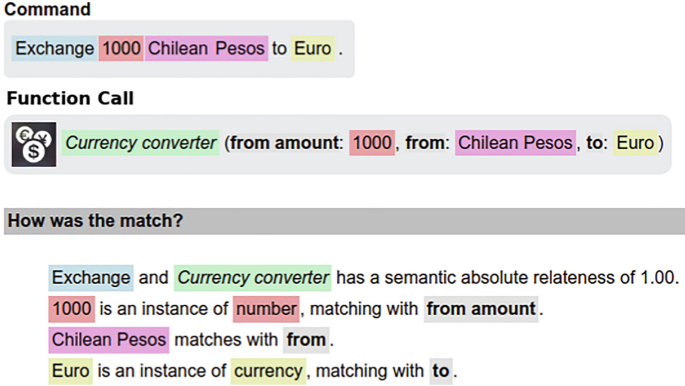 Command
Exchange 1000 Chilean Pesos to Euro .
Function Call
€ ¥ $ Currency converter (from amount: 1000, from: Chilean Pesos, to: Euro)
How was the match?
Exchange and Currency converter has a semantic absolute relateness of 1.00.
1000 is an instance of number, matching with from amount.
Chilean Pesos matches with from.
Euro is an instance of currency, matching with to.